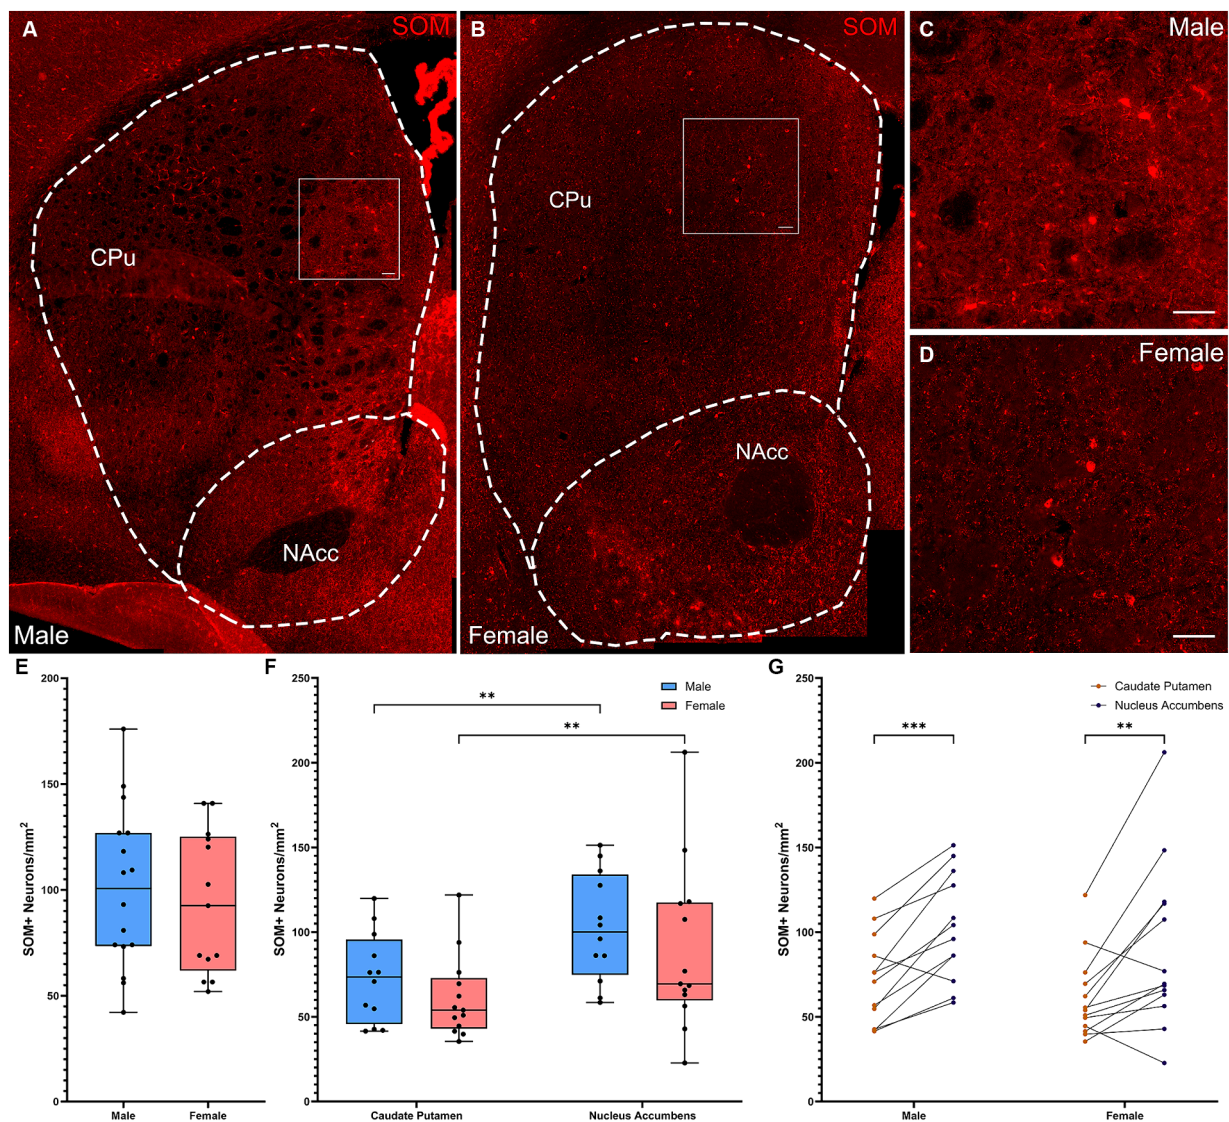 A
SOM
CPu
NAcc
Male
B
SOM
CPu
NAcc
Female
C
Male
D
Female
E
SOM+ Neurons/mm²
200
150
100
50
0
Male
Female
F
SOM+ Neurons/mm²
250
200
150
100
50
0
**
**
Male
Female
Caudate Putamen
Nucleus Accumbens
G
SOM+ Neurons/mm²
250
200
150
100
50
0
***
**
Caudate Putamen
Nucleus Accumbens
Male
Female